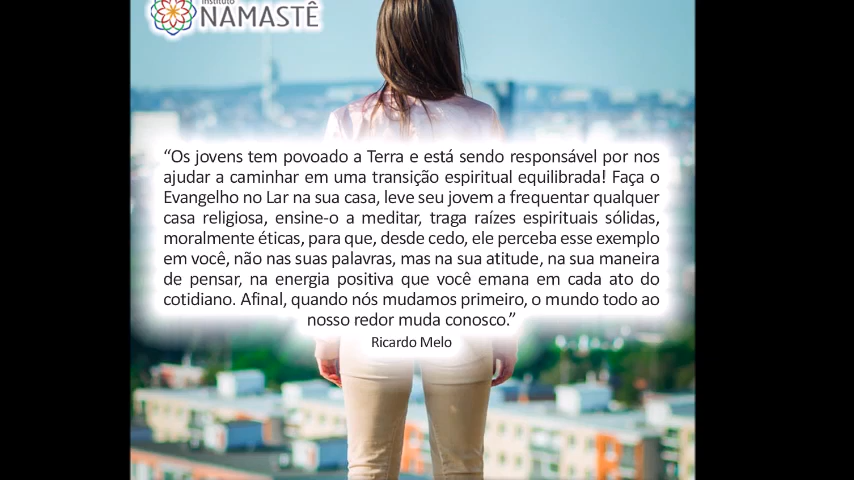 Instituto
NAMASTÊ
“Os jovens tem povoado a Terra e está sendo responsável por nos
ajudar a caminhar em uma transição espiritual equilibrada! Faça o
Evangelho no Lar na sua casa, leve seu jovem a frequentar qualquer
casa religiosa, ensine-o a meditar, traga raízes espirituais sólidas,
moralmente éticas, para que, desde cedo, ele perceba esse exemplo
em você, não nas suas palavras, mas na sua atitude, na sua maneira
de pensar, na energia positiva que você emana em cada ato do
cotidiano. Afinal, quando nós mudamos primeiro, o mundo todo ao
nosso redor muda conosco.”
Ricardo Melo